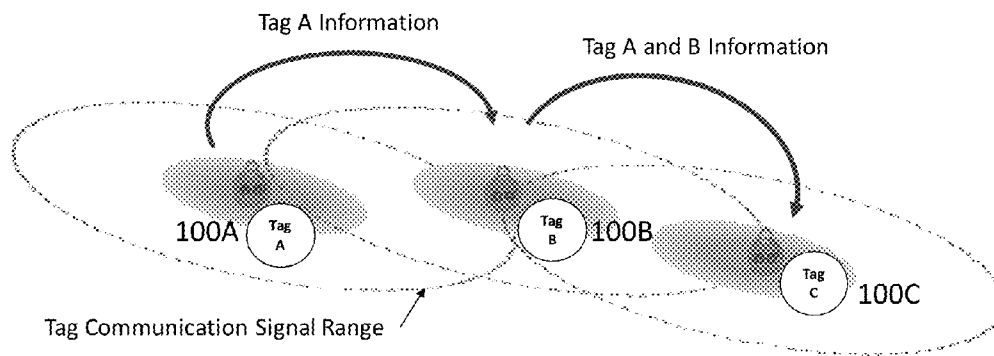 Tag A Information
Tag A and B Information
100A
Tag
A
Tag
B
100B
Tag
C
100C
Tag Communication Signal Range